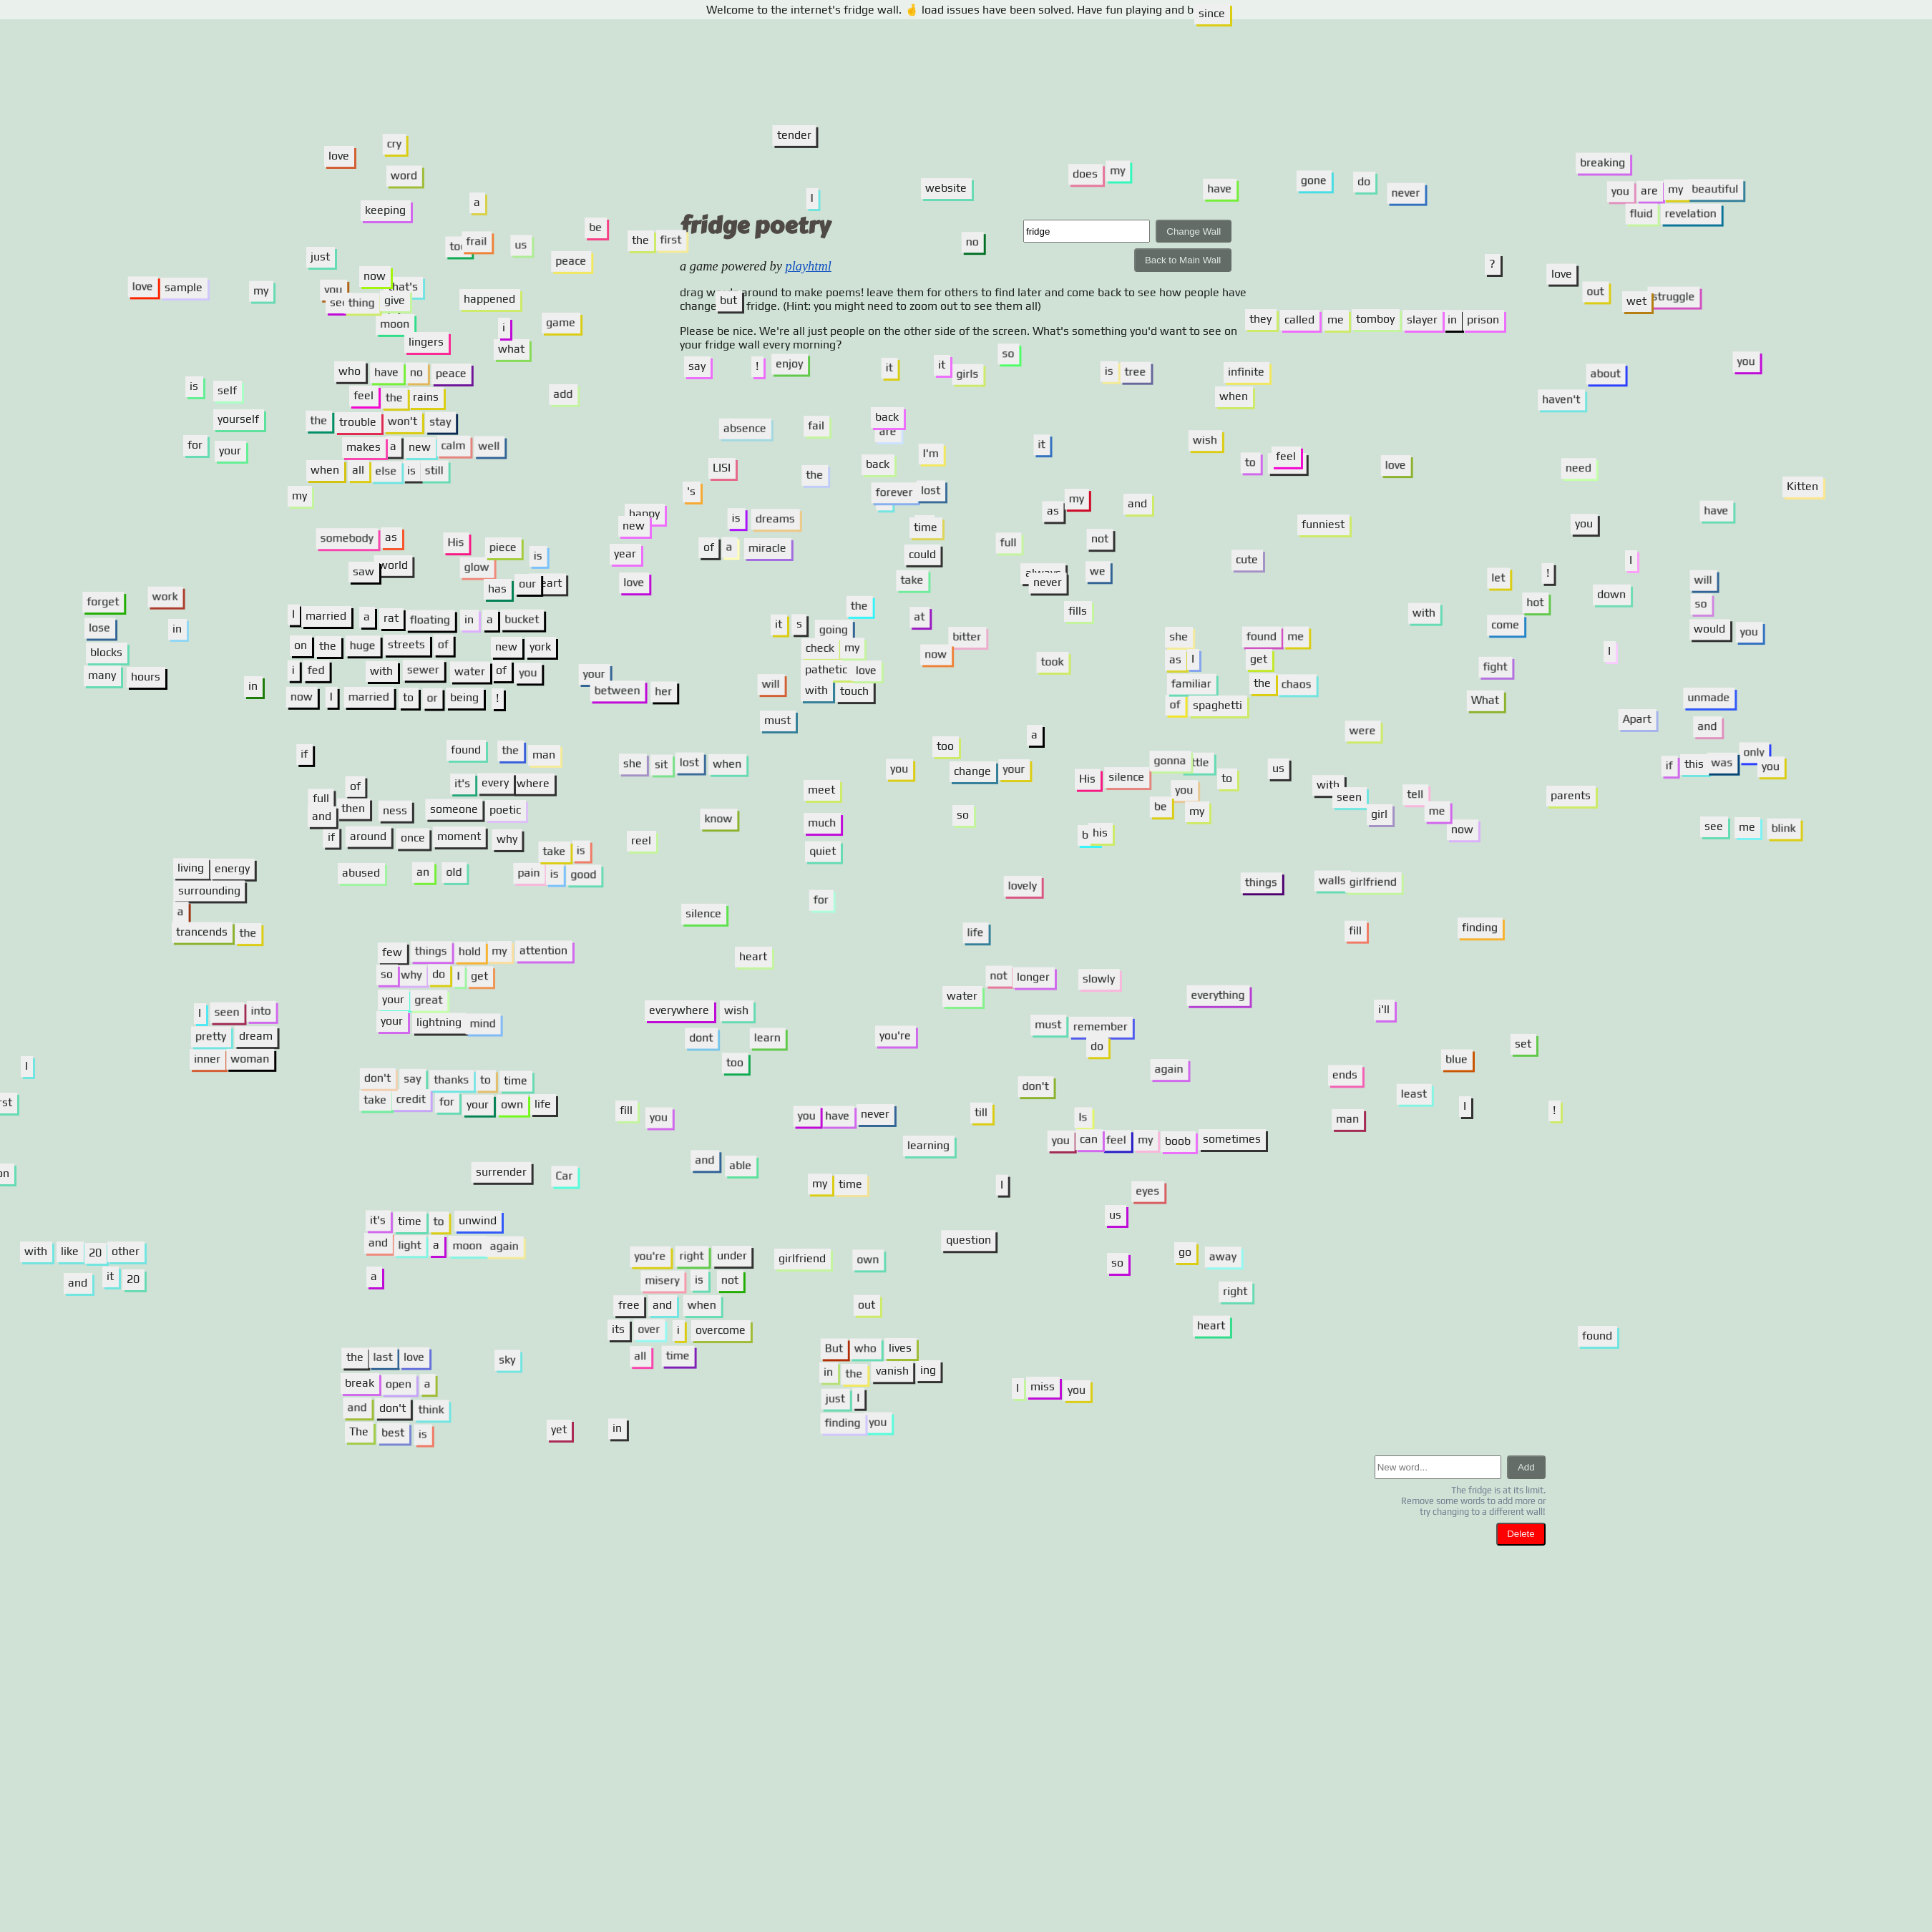 Welcome to the internet's fridge wall. 🤞 load issues have been solved. Have fun playing and b
since
tender
cry
love
word
keeping
a
I
website
does my
have
gone do never
breaking
you are my beautiful
fluid revelation
be
fridge poetry
fridge
Change Wall
Back to Main Wall
the first
no
frail
us
just
peace
a game powered by playhtml
drag w around to make poems! leave them for others to find later and come back to see how people have
change fridge. (Hint: you might need to zoom out to see them all)
but
Please be nice. We're all just people on the other side of the screen. What's something you'd want to see on
your fridge wall every morning?
now
love sample
my
you
thing give
happened
moon
i
game
lingers
what
?
love
out
wet struggle
they called me tomboy slayer in prison
say ! enjoy
it
it girls
so
is tree
infinite
when
you
about
haven't
who have no peace
feel the rains
the trouble won't stay
makes a new calm well
when all else is still
my
add
is self
yourself
for your
absence
fail
back
are
I'm
back
it
wish
to feel
love
need
Kitten
LISI
the
's
forever lost
happy
new
year
love
is dreams
of a miracle
time
could
take
full
as my
and
not
we
never
fills
funniest
you
have
cute
somebody as
His
piece
is
glow
saw world
has our
forget
work
lose
in
blocks
many hours
in
I married a rat floating in a bucket
on the huge streets of new york
i fed with sewer water of you
now I married to or being !
your
between her
will
must
the
it s going
check my
pathetic love
with touch
at
bitter
now
took
she found me
as I get
familiar the chaos
of spaghetti
let ! I
hot down
come
with
will
so
would you
I
fight
What
unmade
Apart and
only
if this was you
were
parents
see me blink
if
found the man
of
it's every where
full
and then ness someone poetic
if around once moment why
she sit lost when
too
a
you
change your
His silence
gonna
you
to
be my
us
with
seen
girl
tell
me
now
his
meet
much
quiet
for
so
know
reel
take is
abused an old pain is good
living energy
surrounding
a
trancends the
silence
lovely
things
walls girlfriend
fill
finding
life
few things hold my attention
so why do I get
your great
your lightning mind
heart
not longer
slowly
water
everything
i'll
I seen into
pretty dream
inner woman
everywhere wish
dont learn
too
you're
must remember
do
again
set
blue
ends
least
I
!
man
I
don't say thanks to time
take credit for your own life
fill you
you have never
till
don't
Is
you can feel my boob sometimes
learning
and able
surrender
Car
my time
I
eyes
us
it's time to unwind
and light a moon again
a
with like 20 other
and it 20
question
you're right under
misery is not
free and when
its over i overcome
all time
girlfriend own
out
so
go away
right
heart
found
the last love
break open a
and don't think
The best is
sky
yet
in
But who lives
in the vanish ing
just I
finding you
I miss you
New word...
Add
The fridge is at its limit.
Remove some words to add more or
try changing to a different wall!
Delete